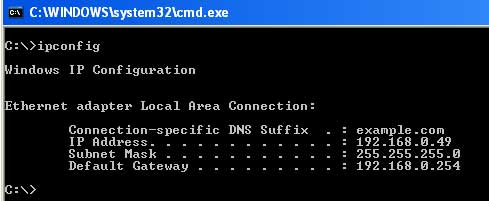 C:\WINDOWS\system32\cmd.exe
C:\>ipconfig
Windows IP Configuration
Ethernet adapter Local Area Connection:
Connection-specific DNS Suffix  . : example.com
IP Address. . . . . . . . . . . . : 192.168.0.49
Subnet Mask . . . . . . . . . . . : 255.255.255.0
Default Gateway . . . . . . . . . : 192.168.0.254
C:\>